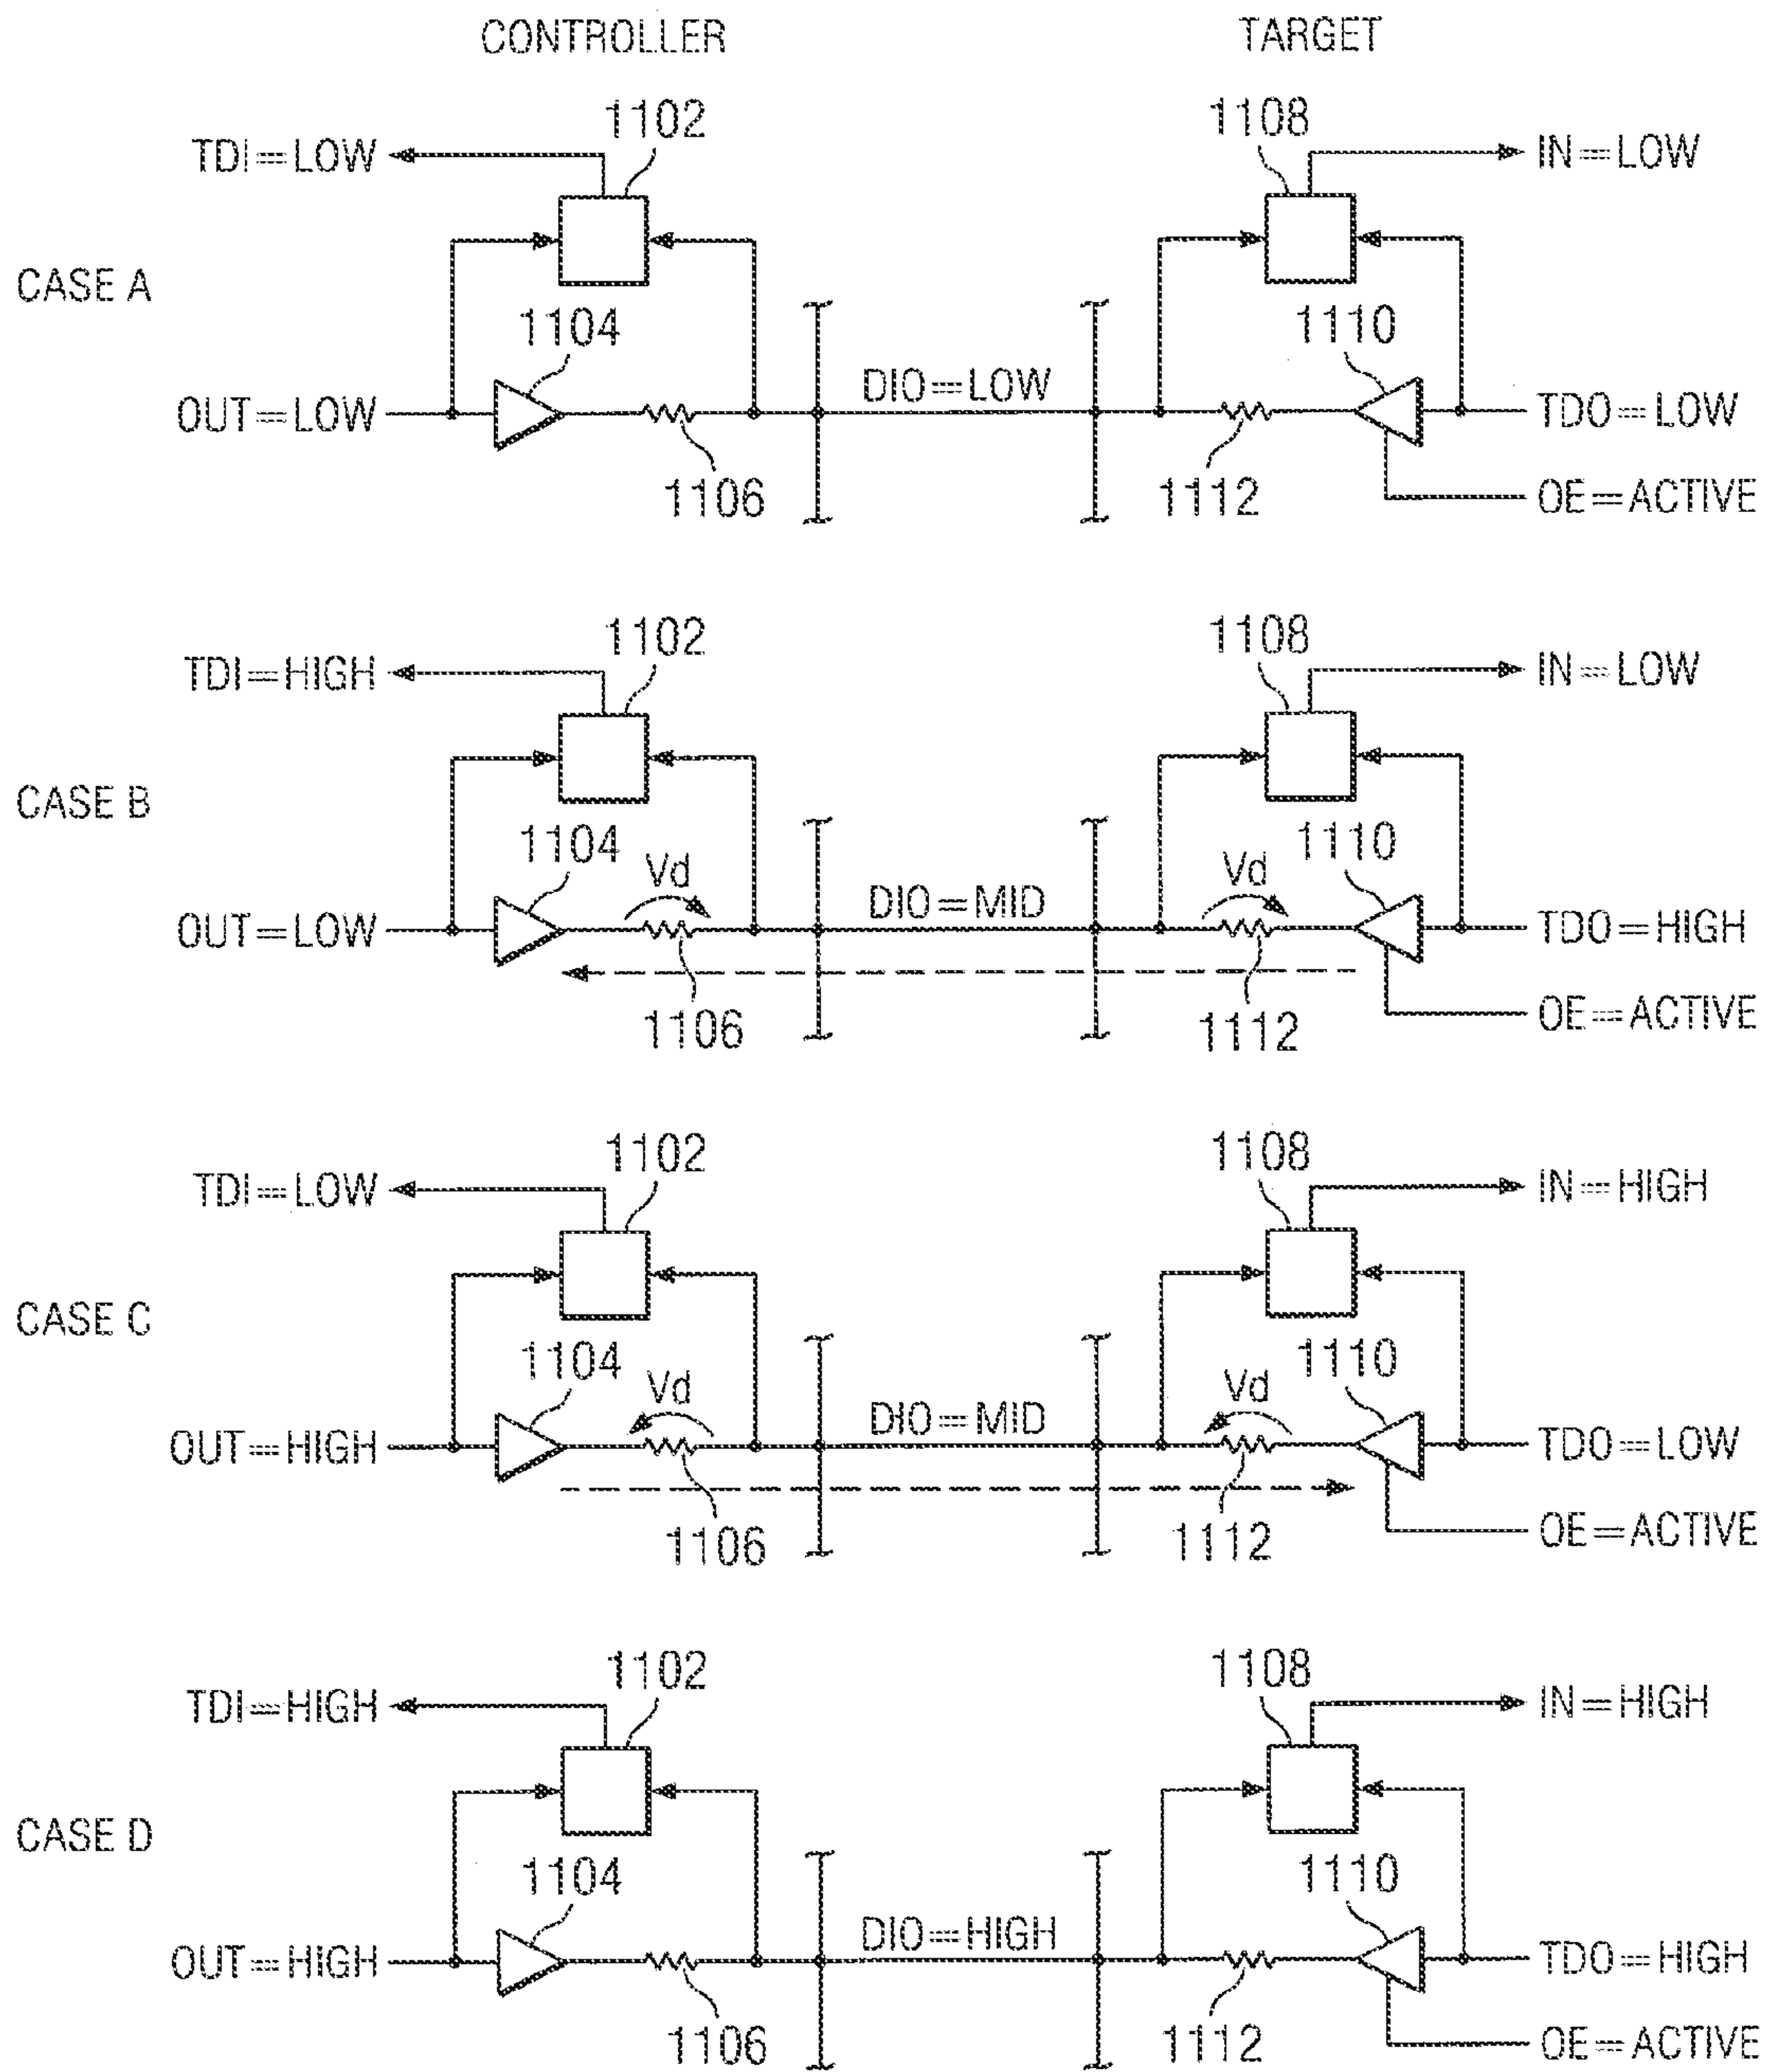 CONTROLLER TARGET
1102 1108
TDI=LOW IN=LOW
CASE A
1104 1110
DIO=LOW
OUT=LOW TDO=LOW
1106 1112 OE=ACTIVE
1102 1108
TDI=HIGH IN=LOW
CASE B
1104 1110
Vd Vd
DIO=MID
OUT=LOW TDO=HIGH
1106 1112 OE=ACTIVE
1102 1108
TDI=LOW IN=HIGH
CASE C
1104 1110
Vd Vd
DIO=MID
OUT=HIGH TDO=LOW
1106 1112 OE=ACTIVE
1102 1108
TDI=HIGH IN=HIGH
CASE D
1104 1110
DIO=HIGH
OUT=HIGH TDO=HIGH
1106 1112 OE=ACTIVE